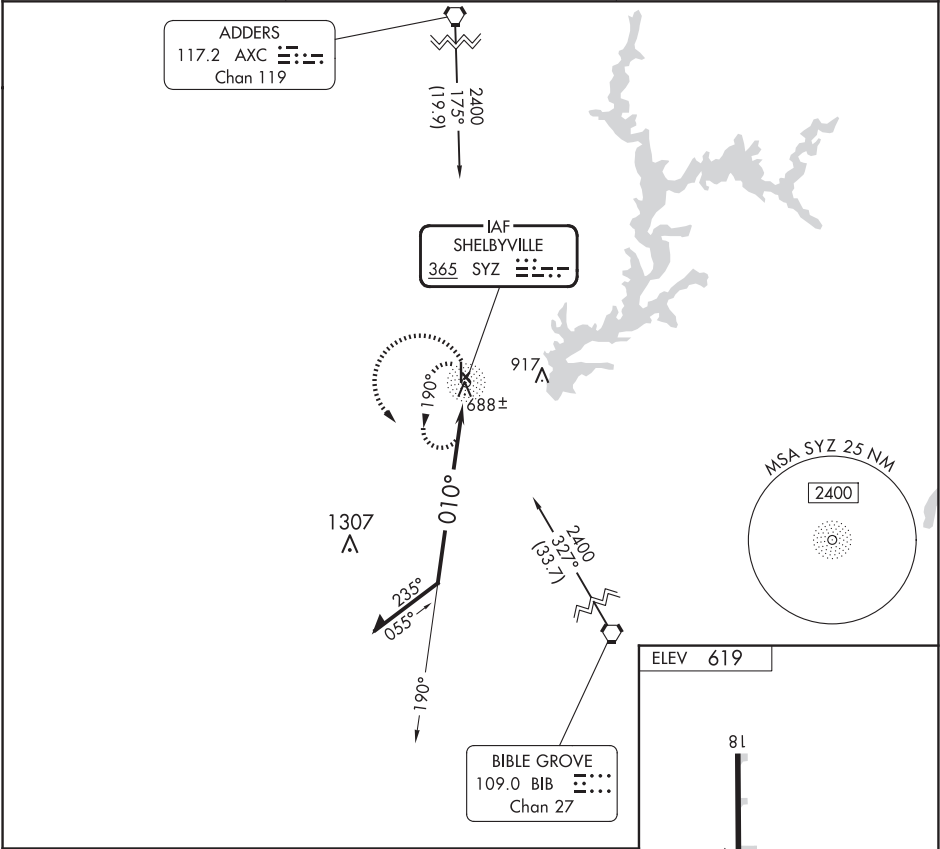 ADDERS
117.2 AXC
Chan 119
2400
175°
(19.9)
IAF
SHELBYVILLE
365 SYZ
917
190°
688±
010°
1307
MSA SYZ 25 NM
2400
2400
327°
(33.7)
235°
055°
190°
ELEV 619
18
BIBLE GROVE
109.0 BIB
Chan 27